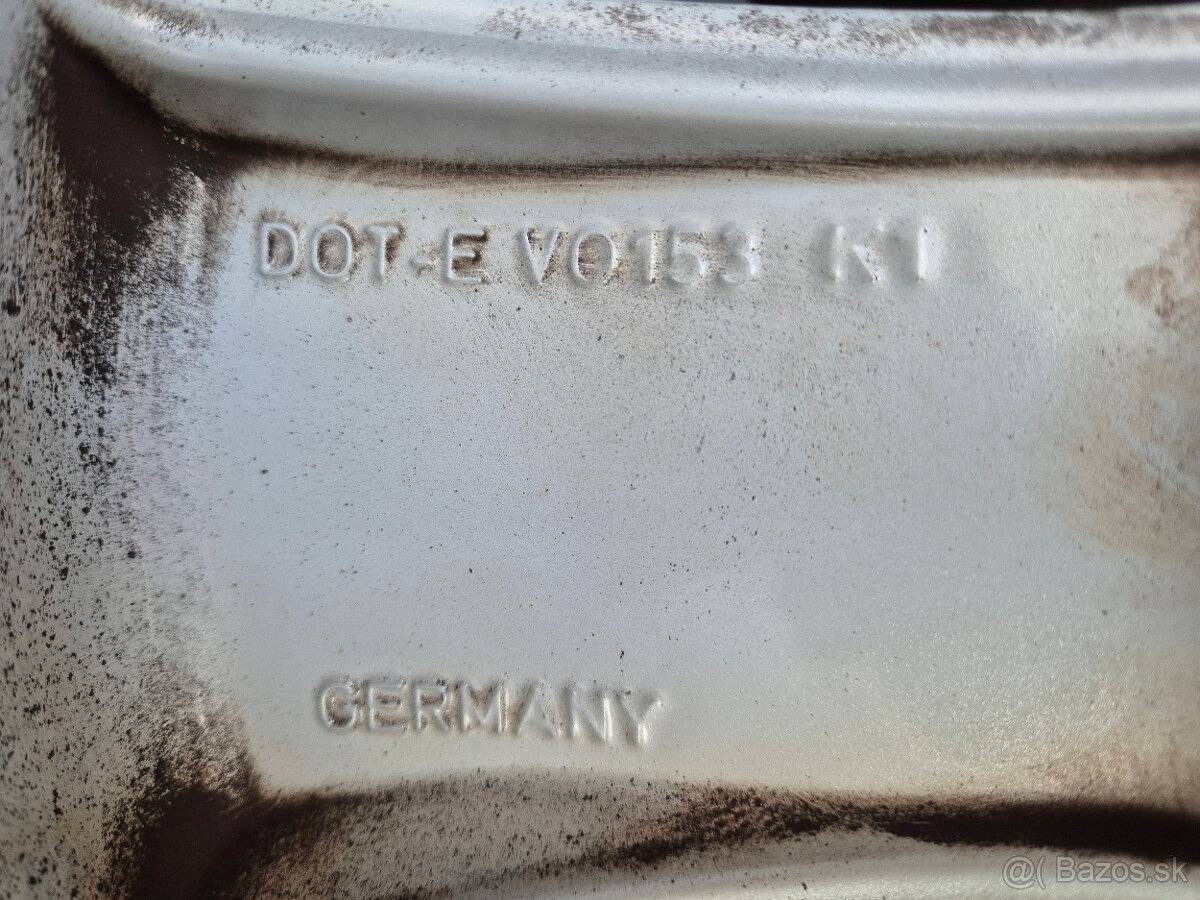 DOT-E VO153 K1
GERMANY
@( Bazos.sk